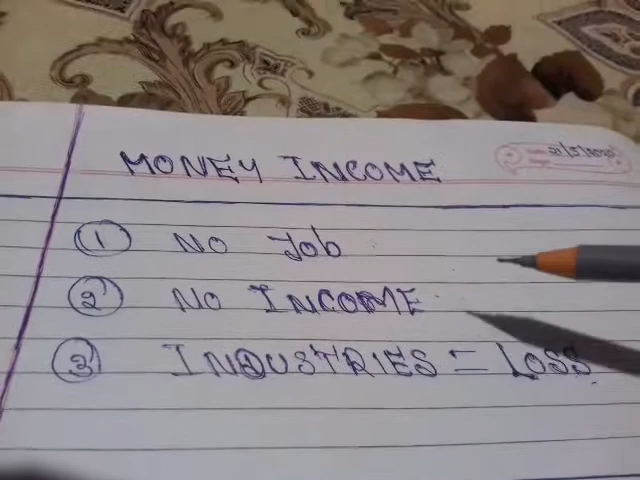 MONEY INCOME
① NO Job
② NO INCOME
③ INDUSTRIES = LOSS